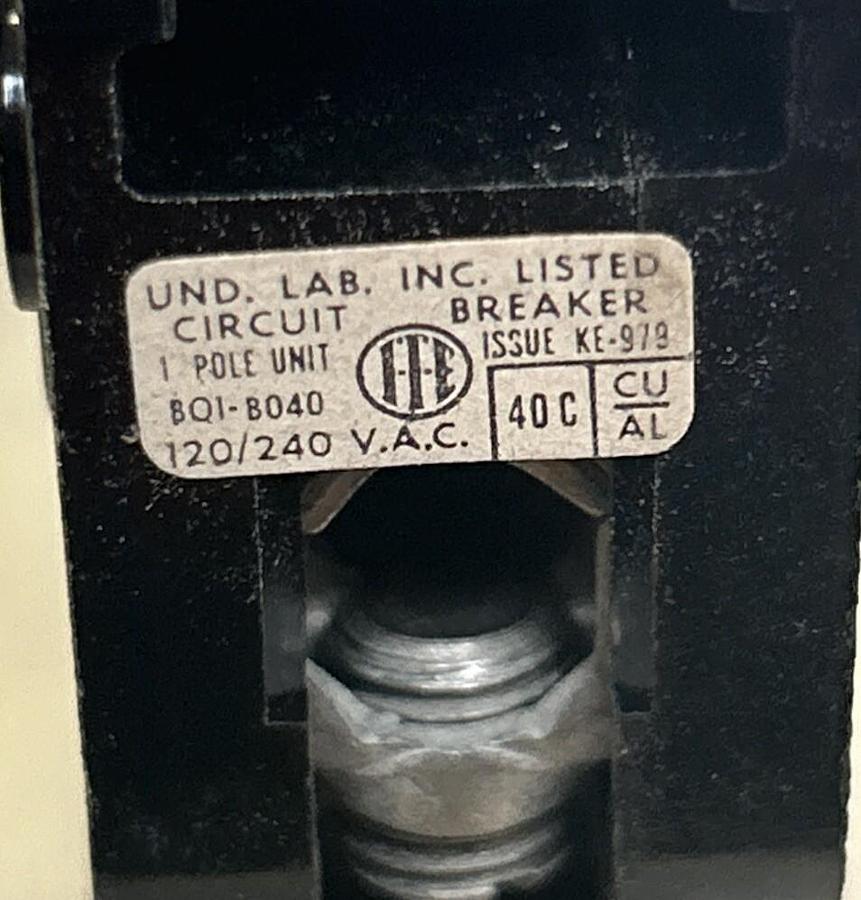 UND. LAB. INC. LISTED
CIRCUIT BREAKER
1 POLE UNIT ITE ISSUE KE-979
BQ1-B040 40C CU
120/240 V.A.C. AL